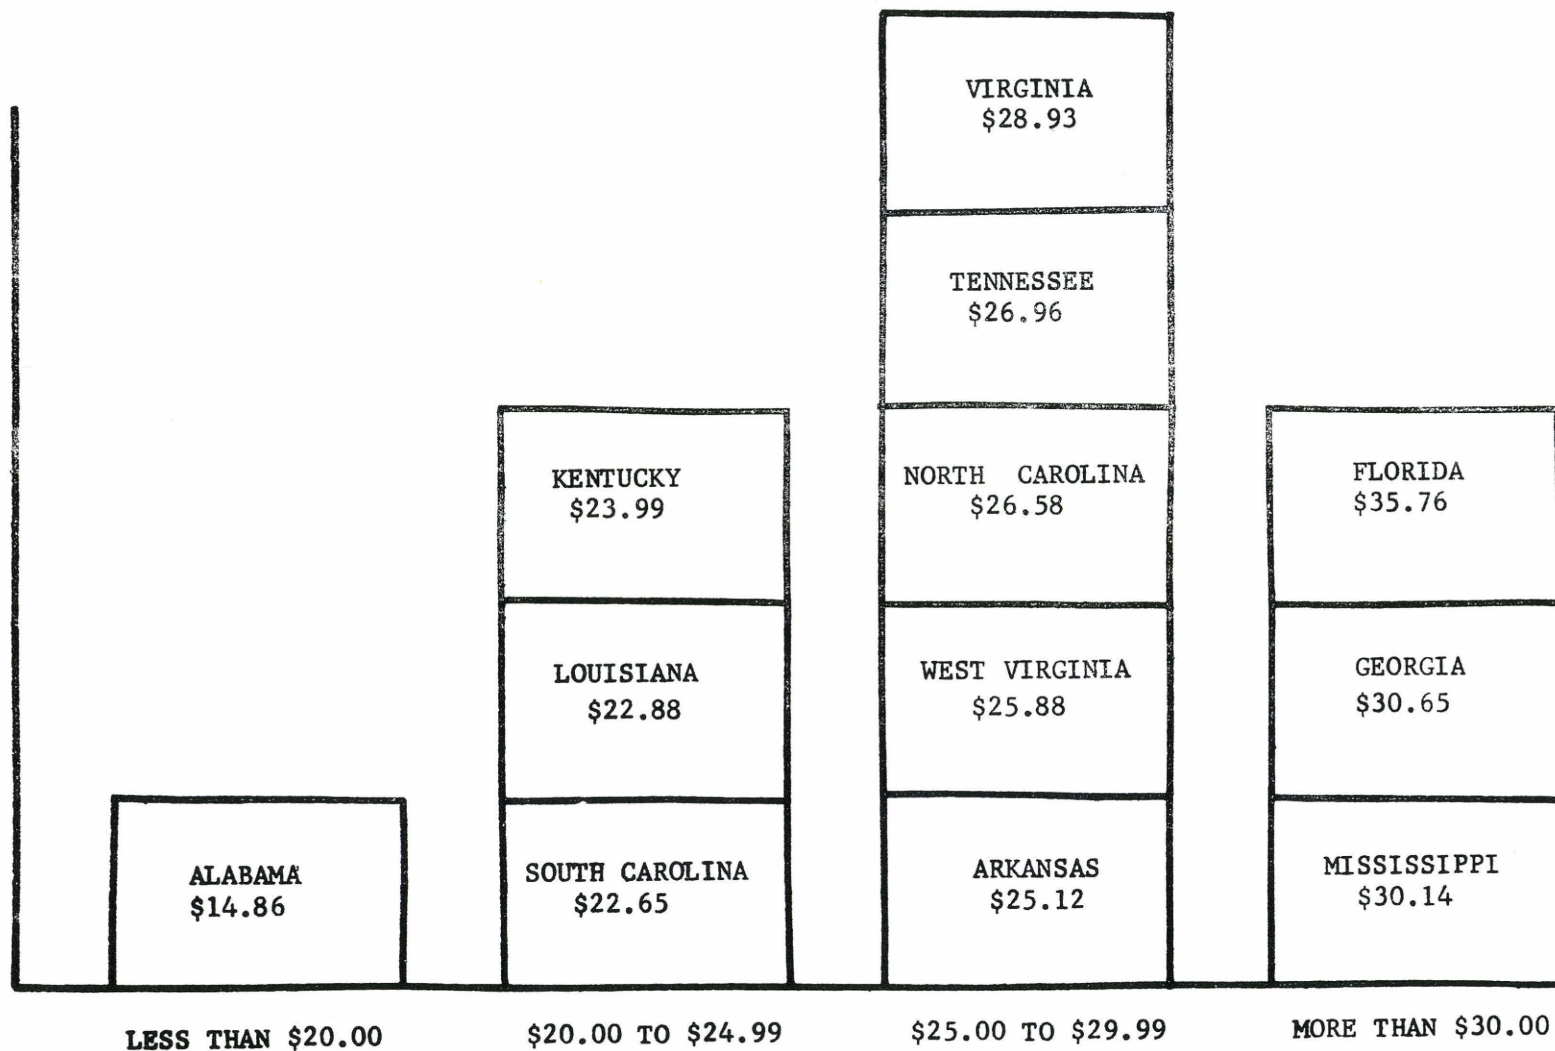 VIRGINIA
$28.93
TENNESSEE
$26.96
KENTUCKY
$23.99
NORTH CAROLINA
$26.58
FLORIDA
$35.76
LOUISIANA
$22.88
WEST VIRGINIA
$25.88
GEORGIA
$30.65
ALABAMA
$14.86
SOUTH CAROLINA
$22.65
ARKANSAS
$25.12
MISSISSIPPI
$30.14
LESS THAN $20.00
$20.00 TO $24.99
$25.00 TO $29.99
MORE THAN $30.00